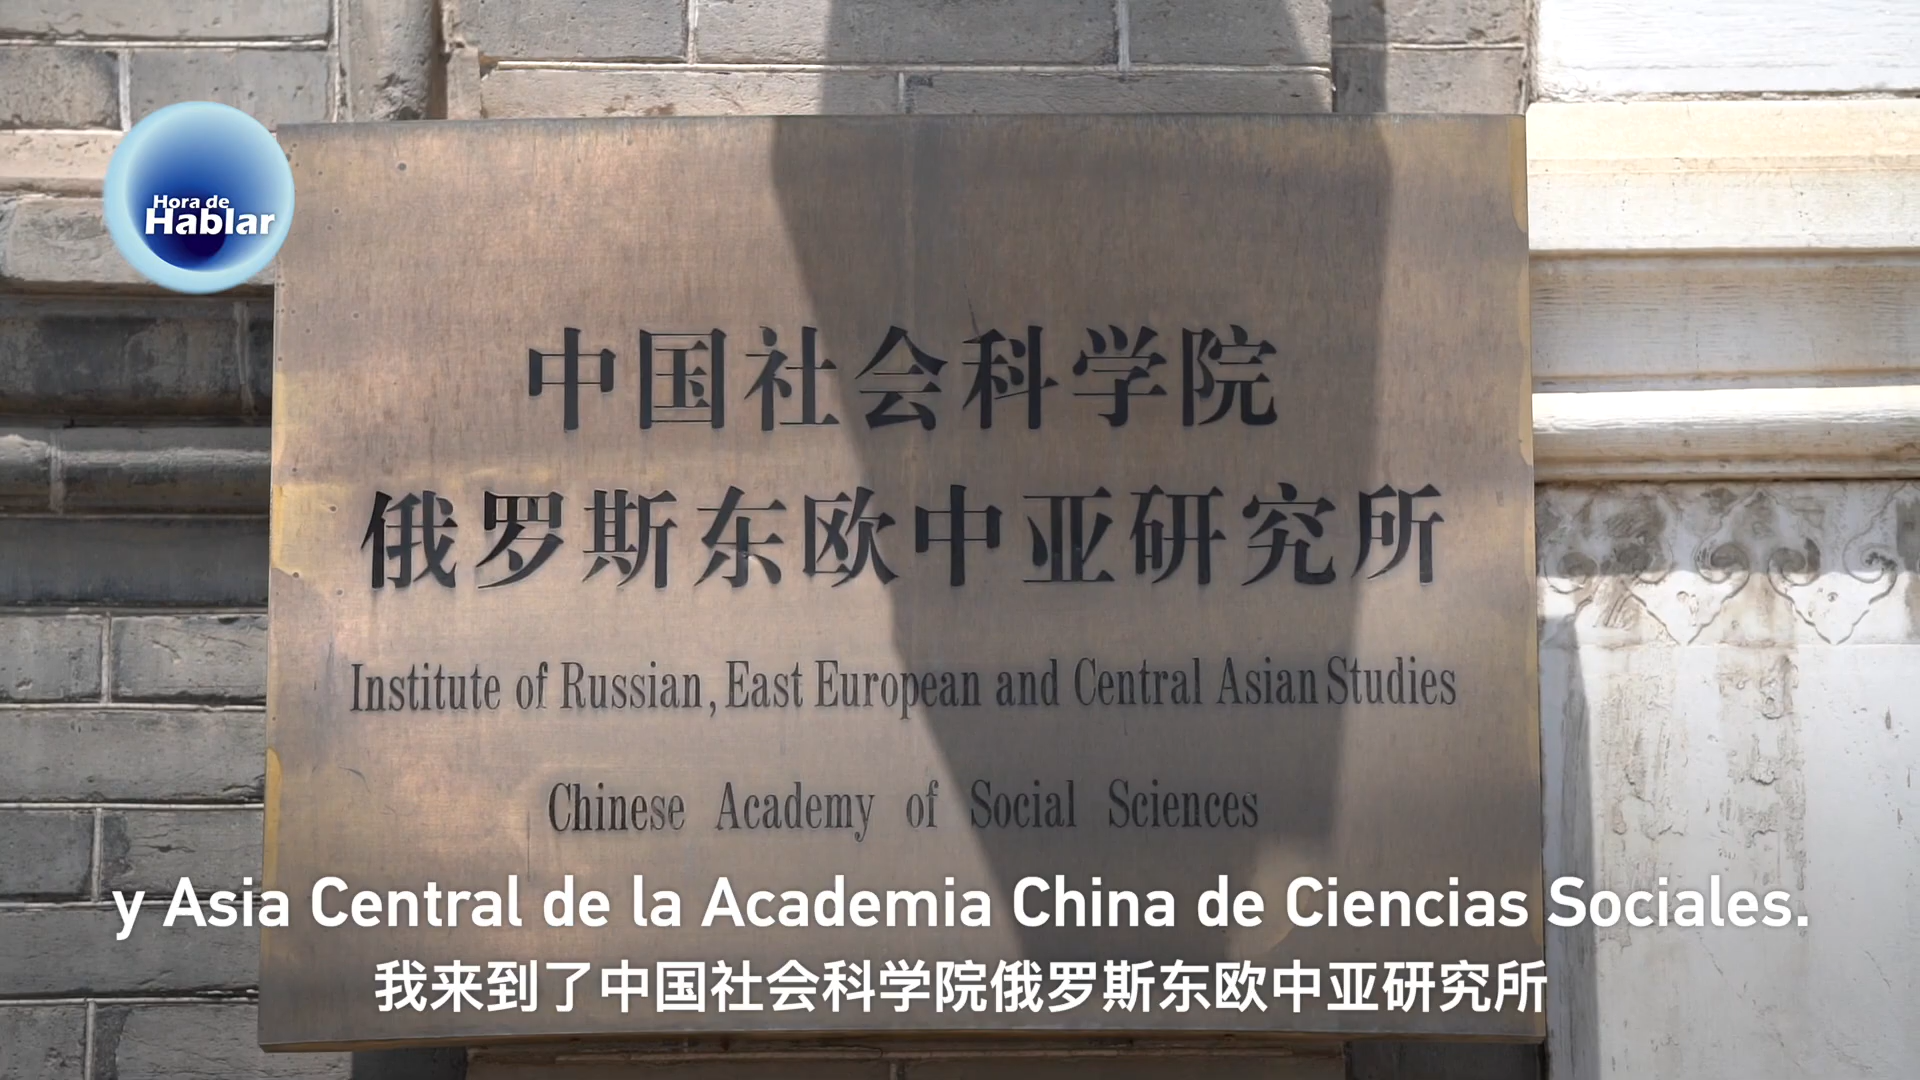 Hora de
Hablar
中国社会科学院
俄罗斯东欧中亚研究所
Institute of Russian, East European and Central Asian Studies
Chinese Academy of Social Sciences
y Asia Central de la Academia China de Ciencias Sociales.
我来到了中国社会科学院俄罗斯东欧中亚研究所